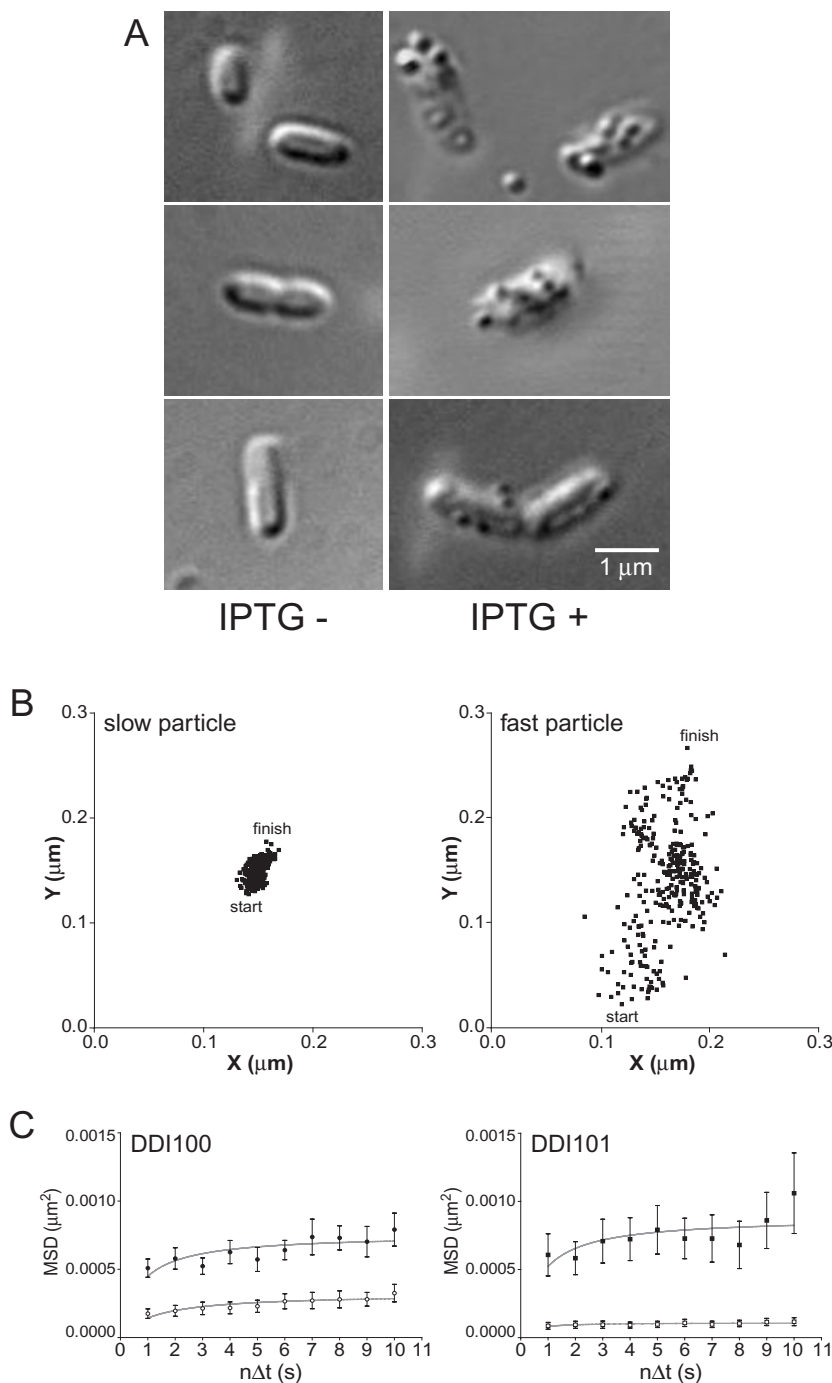 A
1 μm
IPTG -
IPTG +
B
slow particle
0.3
0.2
0.1
0.0
Y (μm)
finish
start
0.0
0.1
0.2
0.3
X (μm)
fast particle
0.3
0.2
0.1
0.0
Y (μm)
finish
start
0.0
0.1
0.2
0.3
X (μm)
C
DDI100
0.0015
0.0010
0.0005
0.0000
MSD (μm²)
0 1 2 3 4 5 6 7 8 9 10 11
nΔt (s)
DDI101
0.0015
0.0010
0.0005
0.0000
MSD (μm²)
0 1 2 3 4 5 6 7 8 9 10 11
nΔt (s)